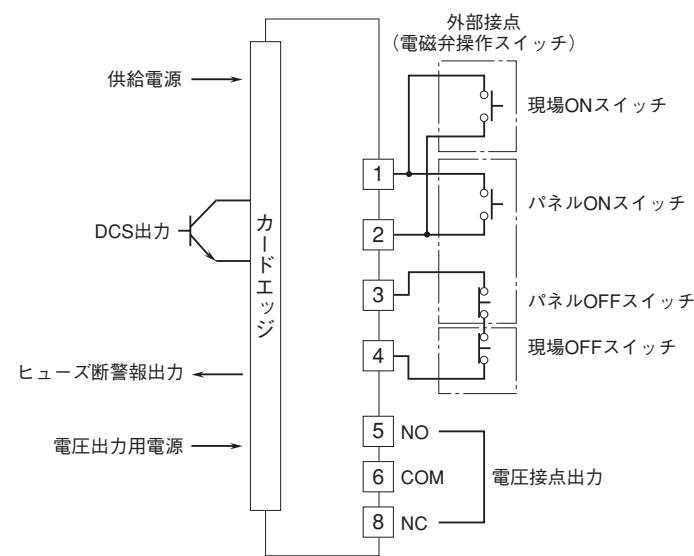 外部接点
（電磁弁操作スイッチ）
供給電源
現場ONスイッチ
1
パネルONスイッチ
DCS出力
カードエッジ
2
3
パネルOFFスイッチ
4
現場OFFスイッチ
ヒューズ断警報出力
5 NO
電圧出力用電源
6 COM
電圧接点出力
8 NC